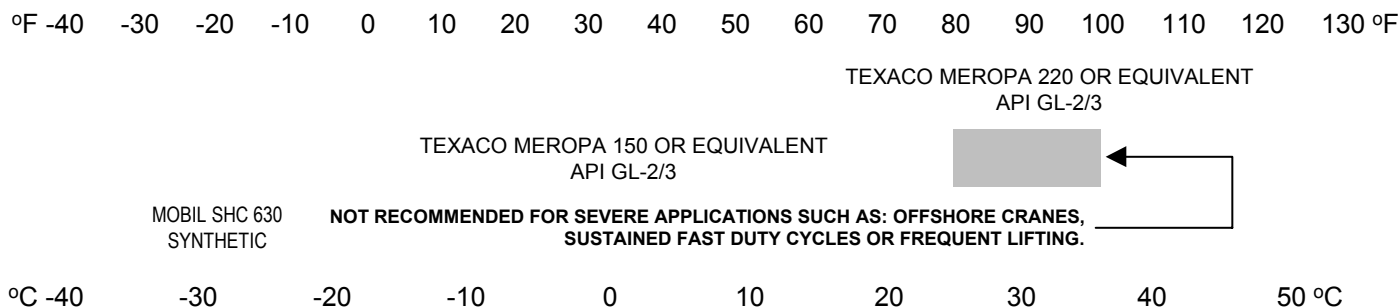 ºF -40 -30 -20 -10 0 10 20 30 40 50 60 70 80 90 100 110 120 130 ºF
TEXACO MEROPA 220 OR EQUIVALENT
API GL-2/3
TEXACO MEROPA 150 OR EQUIVALENT
API GL-2/3
MOBIL SHC 630
SYNTHETIC
NOT RECOMMENDED FOR SEVERE APPLICATIONS SUCH AS: OFFSHORE CRANES,
SUSTAINED FAST DUTY CYCLES OR FREQUENT LIFTING.
ºC -40 -30 -20 -10 0 10 20 30 40 50 ºC